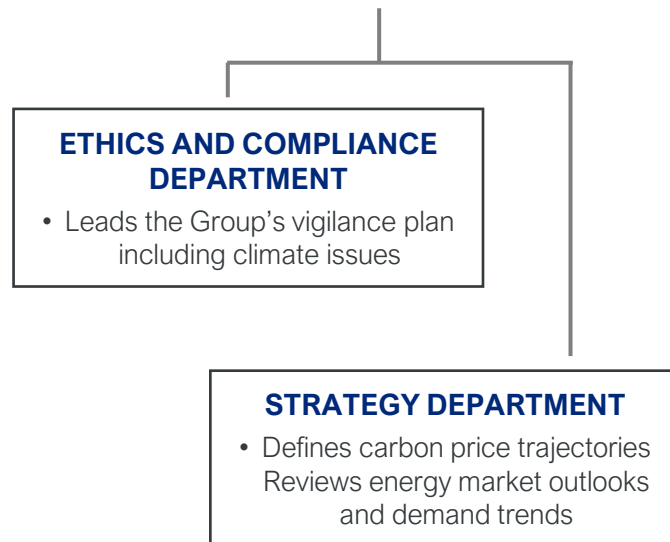 ETHICS AND COMPLIANCE
DEPARTMENT
• Leads the Group’s vigilance plan
including climate issues
STRATEGY DEPARTMENT
• Defines carbon price trajectories
Reviews energy market outlooks
and demand trends